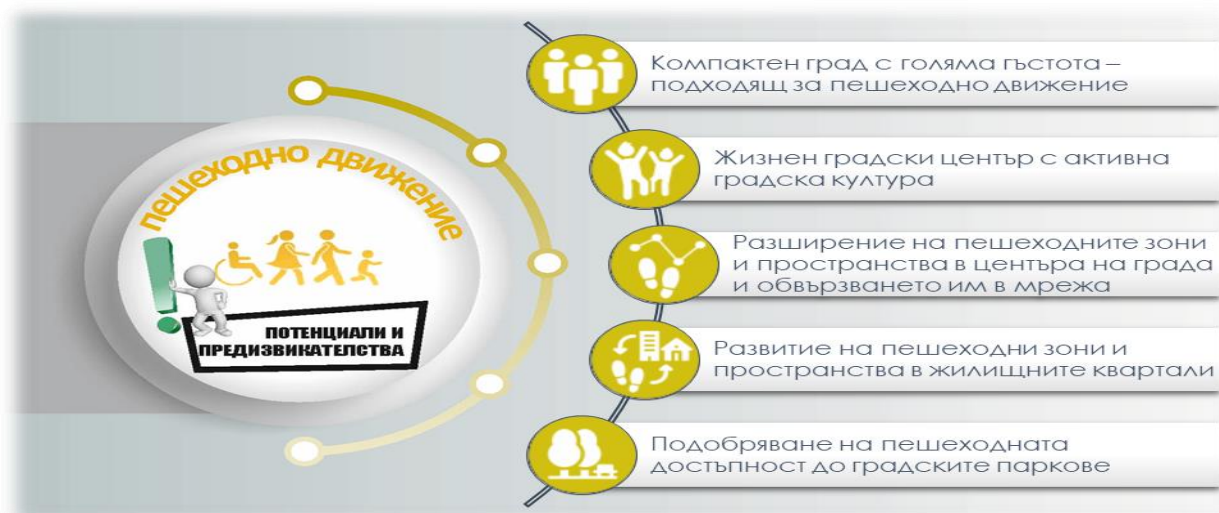 пешеходно движение
ПОТЕНЦИАЛИ И
ПРЕДИЗВИКАТЕЛСТВА
Компактен град с голяма гъстота –
подходящ за пешеходно движение
Жизнен градски център с активна
градска култура
Разширение на пешеходните зони
и пространства в центъра на града
и обвързването им в мрежа
Развитие на пешеходни зони и
пространства в жилищните квартали
Подобряване на пешеходната
достъпност до градските паркове